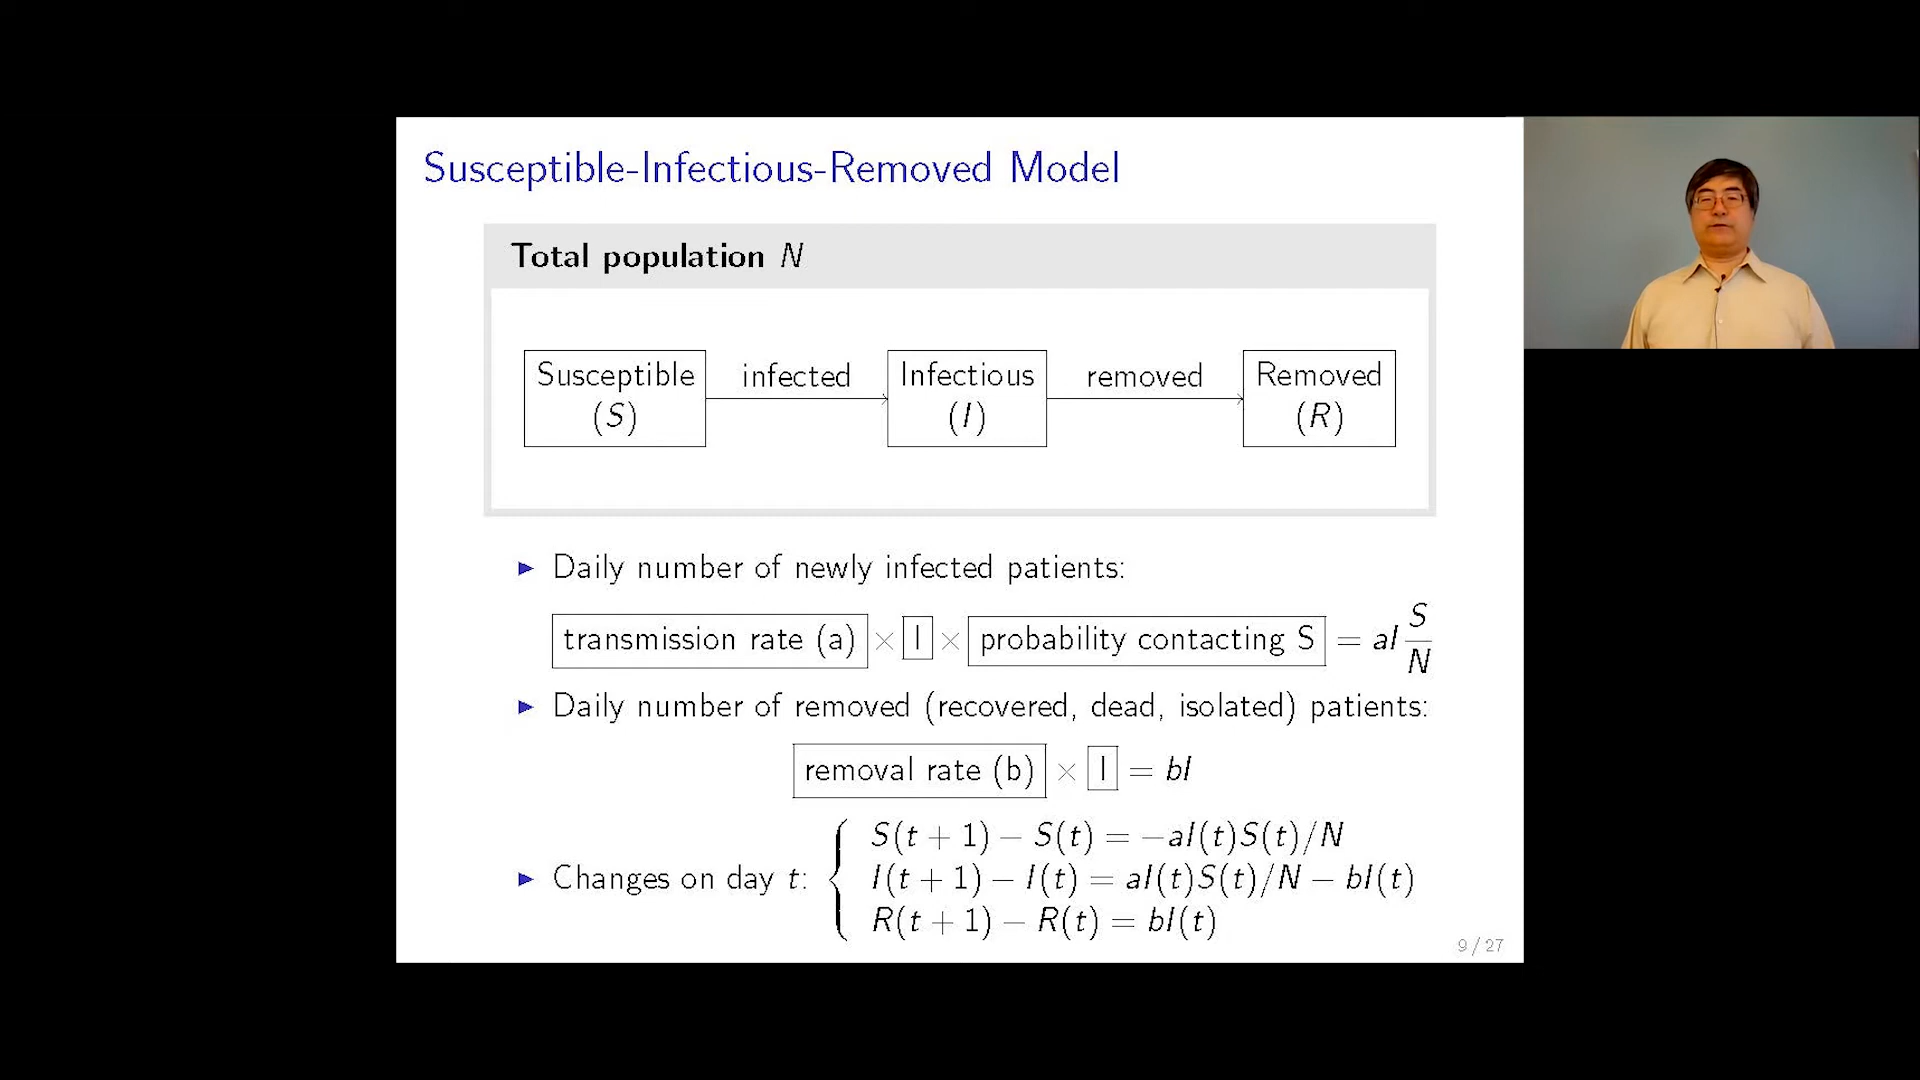 Susceptible-Infectious-Removed Model
Total population N
Susceptible (S)
infected
Infectious (I)
removed
Removed (R)
▶ Daily number of newly infected patients:
transmission rate (a) × I × probability contacting S = aI S/N
▶ Daily number of removed (recovered, dead, isolated) patients:
removal rate (b) × I = bI
▶ Changes on day t:
S(t + 1) − S(t) = −aI(t)S(t)/N
I(t + 1) − I(t) = aI(t)S(t)/N − bI(t)
R(t + 1) − R(t) = bI(t)
9 / 27